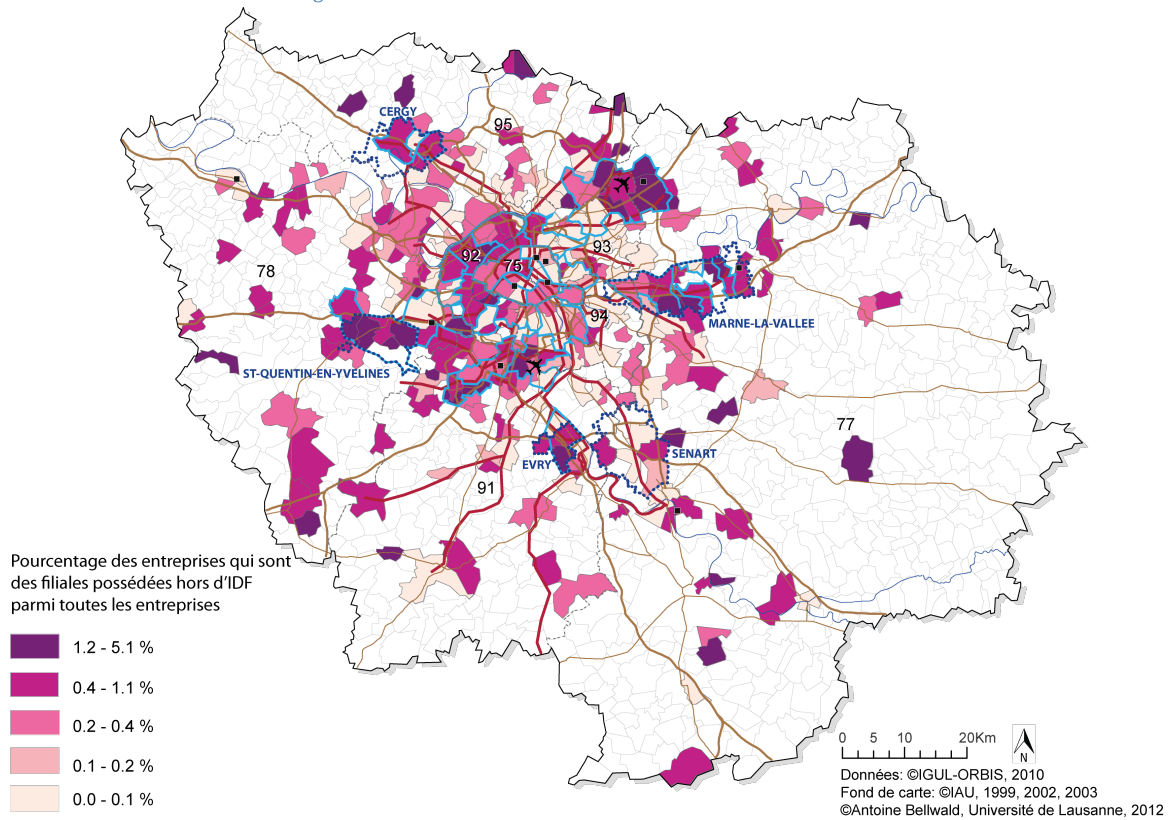 CERGY
95
93
92
75
78
94
MARNE-LA-VALLEE
ST-QUENTIN-EN-YVELINES
77
EVRY
SENART
91
Pourcentage des entreprises qui sont
des filiales possédées hors d'IDF
parmi toutes les entreprises
1.2 - 5.1 %
0.4 - 1.1 %
0.2 - 0.4 %
0.1 - 0.2 %
0.0 - 0.1 %
0 5 10 20Km
N
Données: ©IGUL-ORBIS, 2010
Fond de carte: ©IAU, 1999, 2002, 2003
©Antoine Bellwald, Université de Lausanne, 2012